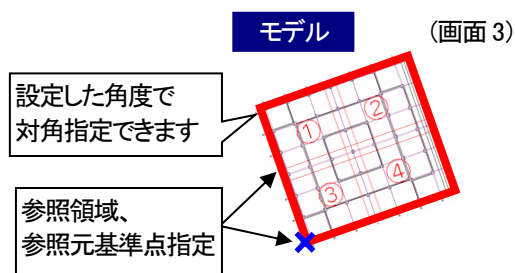 モデル
(画面 3)
設定した角度で
対角指定できます
①
②
③
④
参照領域、
参照元基準点指定